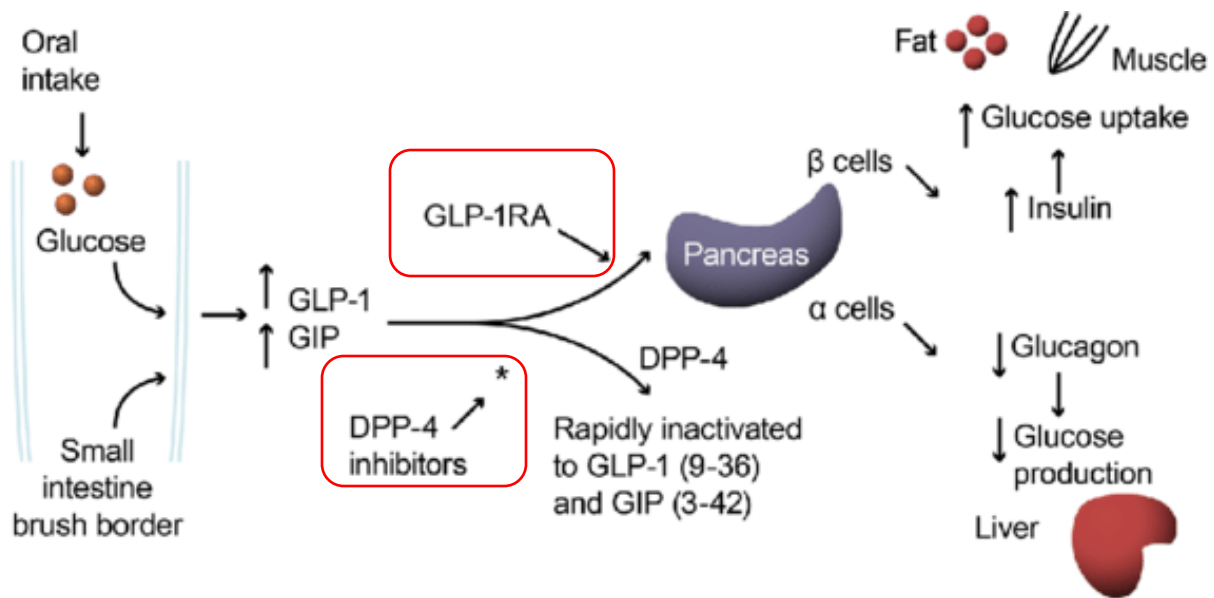 Oral
intake
Glucose
Small
intestine
brush border
GLP-1
GIP
GLP-1RA
*
DPP-4
inhibitors
DPP-4
Rapidly inactivated
to GLP-1 (9-36)
and GIP (3-42)
Pancreas
β cells
α cells
Fat
Muscle
Glucose uptake
Insulin
Glucagon
Glucose
production
Liver